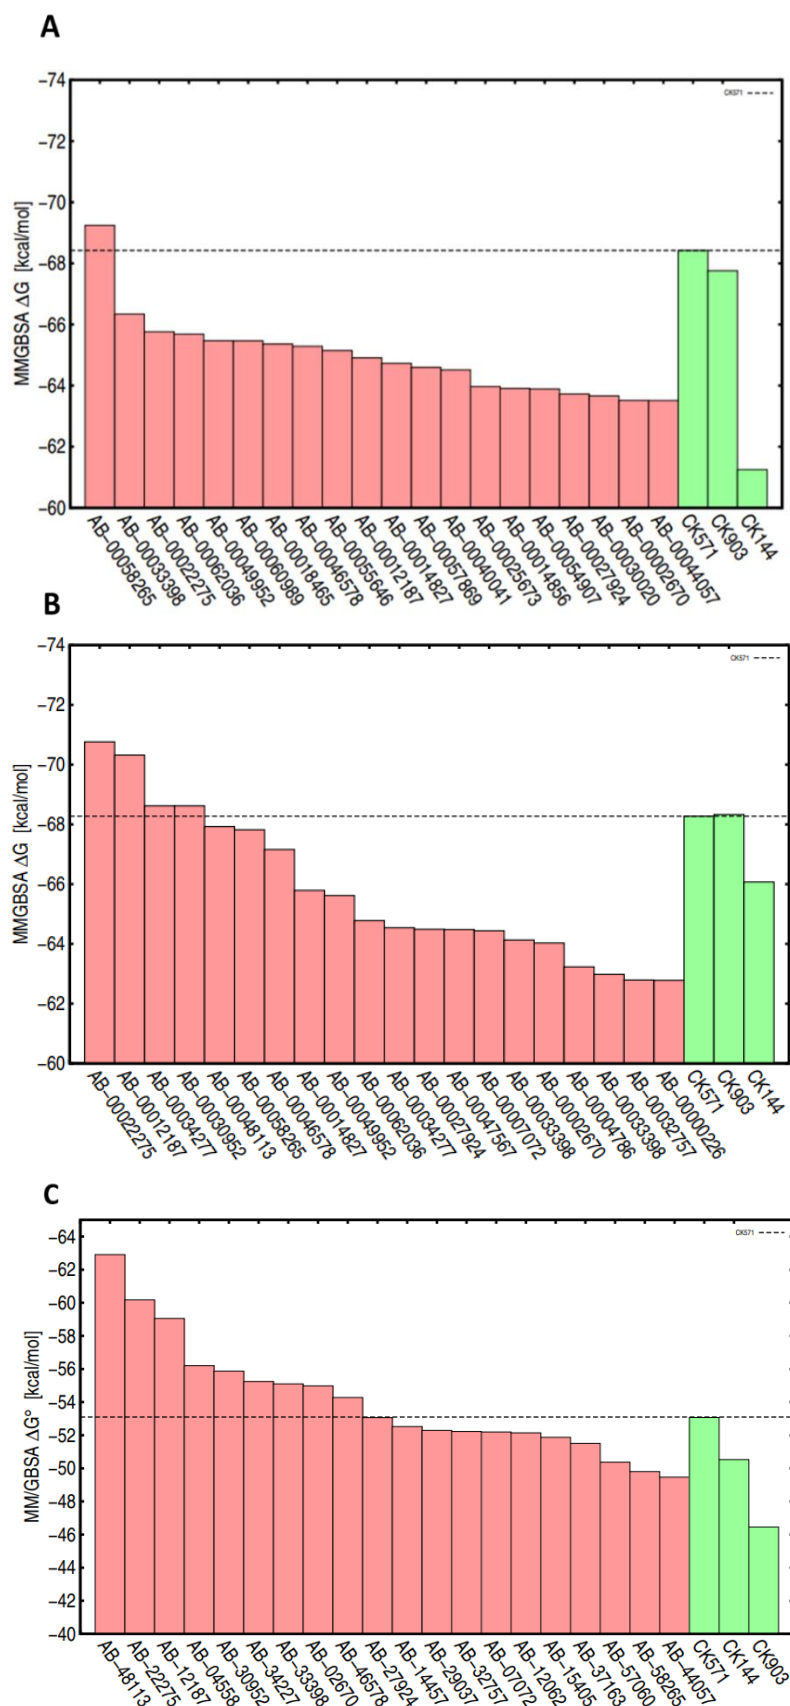 A
MMGBSA ΔG [kcal/mol]
−74
−72
−70
−68
−66
−64
−62
−60
CK571
AB−00058265
AB−00033398
AB−00022275
AB−00062036
AB−00049952
AB−00060989
AB−00018465
AB−00046578
AB−00055646
AB−00012187
AB−00014827
AB−00057869
AB−00040041
AB−00025673
AB−00014856
AB−00054907
AB−00027924
AB−00030020
AB−00002670
AB−00044057
CK571
CK903
CK144
B
MMGBSA ΔG [kcal/mol]
−74
−72
−70
−68
−66
−64
−62
−60
CK571
AB−00022275
AB−00012187
AB−00034277
AB−00030952
AB−00048113
AB−00058265
AB−00046578
AB−00014827
AB−00049952
AB−00062036
AB−00034277
AB−00027924
AB−00047567
AB−00007072
AB−00033398
AB−00002670
AB−00004786
AB−00033398
AB−00032757
AB−00000226
CK571
CK903
CK144
C
MM/GBSA ΔG° [kcal/mol]
−64
−62
−60
−58
−56
−54
−52
−50
−48
−46
−44
−42
−40
CK571
AB−48113
AB−22275
AB−12187
AB−04558
AB−30952
AB−34227
AB−33398
AB−02670
AB−46578
AB−27924
AB−14457
AB−29037
AB−32757
AB−07072
AB−12062
AB−15405
AB−37163
AB−57060
AB−58265
AB−44057
CK571
CK144
CK903